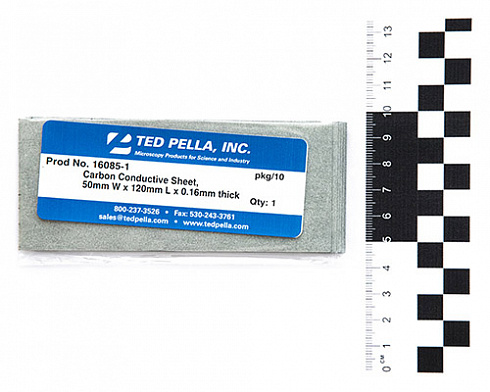 TED PELLA, INC.
Microscopy Products for Science and Industry
Prod No. 16085-1 pkg/10
Carbon Conductive Sheet,
50mm W x 120mm L x 0.16mm thick
Qty: 1
800-237-3526 • Fax: 530-243-3761
sales@tedpella.com • www.tedpella.com
13
12
11
10
9
8
7
6
5
4
3
2
1
0 CM